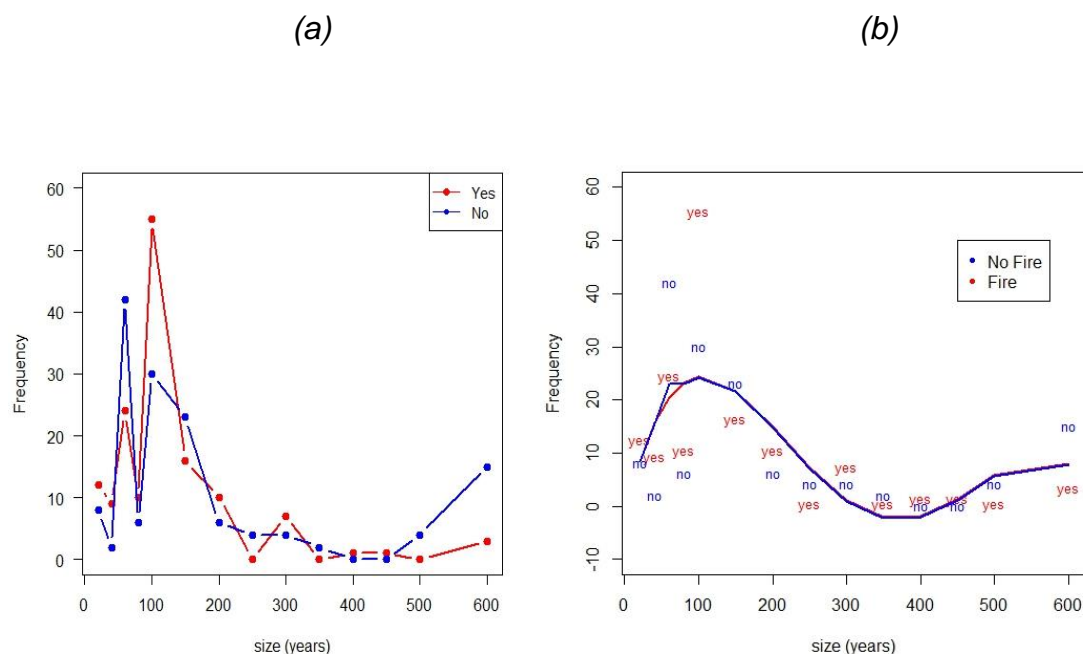 (a)
(b)
60
50
40
30
20
10
0
Frequency
Yes
No
0 100 200 300 400 500 600
size (years)
60
50
40
30
20
10
0
-10
Frequency
yes
no
no
yes
No Fire
Fire
yes
no
no
yes
yes
yes
no
no
yes
no
yes
no
yes
no
yes
no
yes
no
yes
no
yes
no
yes
no
yes
0 100 200 300 400 500 600
size (years)